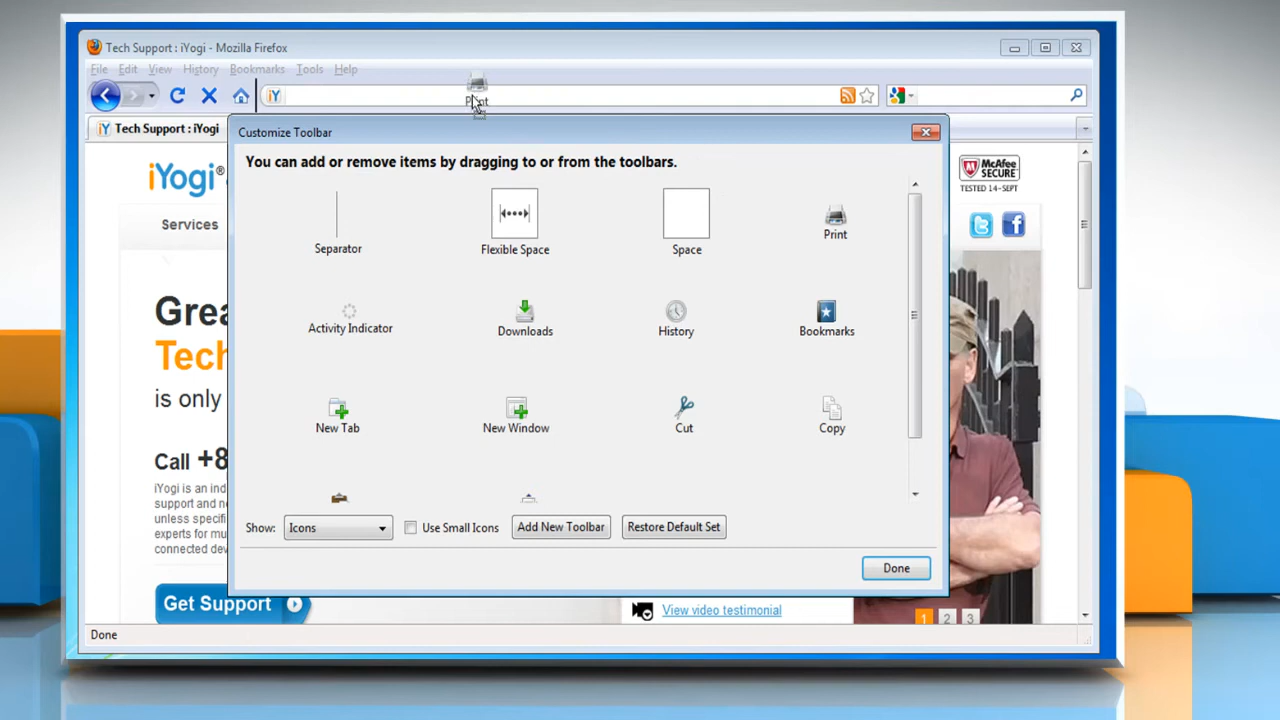 Tech Support : iYogi - Mozilla Firefox
File Edit View History Bookmarks Tools Help
Print
iY
Tech Support : iYogi
Customize Toolbar
You can add or remove items by dragging to or from the toolbars.
iYogi®
McAfee
SECURE
TESTED 14-SEPT
Services
Separator
Flexible Space
Space
Print
Grea
Tech
is only
Activity Indicator
Downloads
History
Bookmarks
New Tab
New Window
Cut
Copy
Call +8
iYogi is an ind
support and ne
unless specifi
experts for mu
connected dev
Show: Icons Use Small Icons Add New Toolbar Restore Default Set
Done
Get Support
View video testimonial
1 2 3
Done